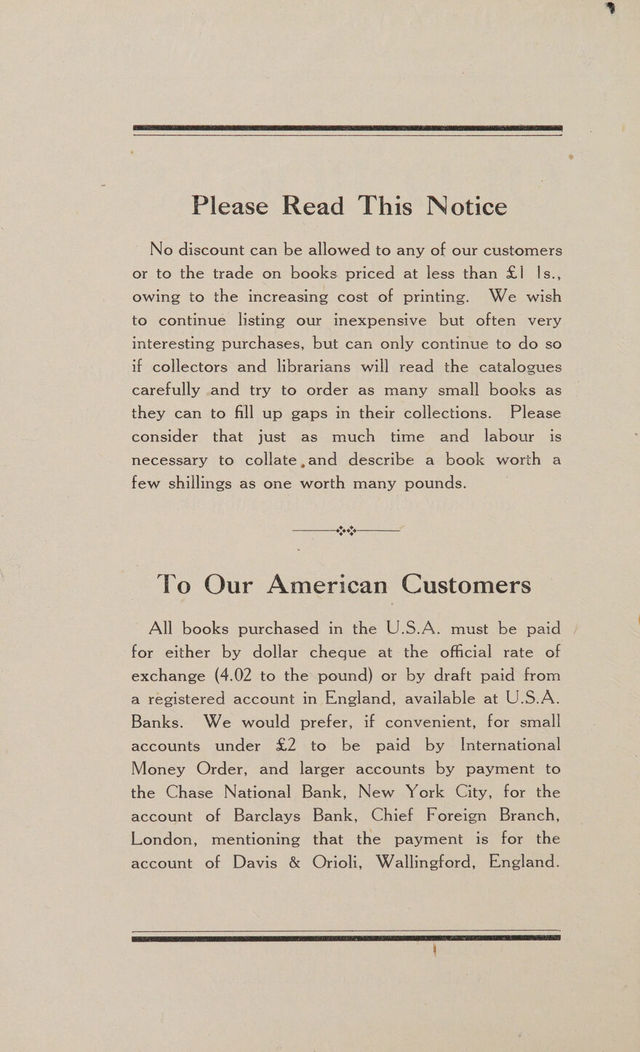 Please Read This Notice
No discount can be allowed to any of our customers
or to the trade on books priced at less than £1 1s.,
owing to the increasing cost of printing. We wish
to continue listing our inexpensive but often very
interesting purchases, but can only continue to do so
if collectors and librarians will read the catalogues
carefully and try to order as many small books as
they can to fill up gaps in their collections. Please
consider that just as much time and labour is
necessary to collate and describe a book worth a
few shillings as one worth many pounds.
To Our American Customers
All books purchased in the U.S.A. must be paid
for either by dollar cheque at the official rate of
exchange (4.02 to the pound) or by draft paid from
a registered account in England, available at U.S.A.
Banks. We would prefer, if convenient, for small
accounts under £2 to be paid by International
Money Order, and larger accounts by payment to
the Chase National Bank, New York City, for the
account of Barclays Bank, Chief Foreign Branch,
London, mentioning that the payment is for the
account of Davis & Orioli, Wallingford, England.